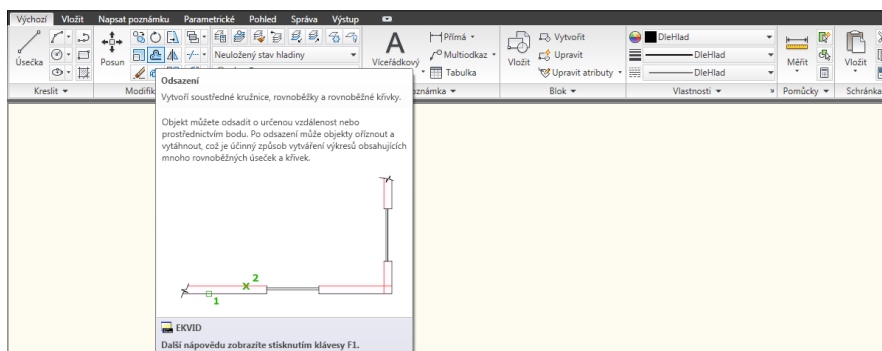 Výchozí Vložit Napsat poznámku Parametrické Pohled Správa Výstup
Přímá Vytvořit DleHlad
Úsečka Posun Neuložený stav hladiny Víceřádkový Multiodkaz Vložit Upravit DleHlad Měřit Vložit
Tabulka Upravit atributy DleHlad
Kreslit Modifik známka Blok Vlastnosti Pomůcky Schránka
Odsazení
Vytvoří soustředné kružnice, rovnoběžky a rovnoběžné křivky.
Objekt můžete odsadit o určenou vzdálenost nebo
prostřednictvím bodu. Po odsazení může objekty oříznout a
vytáhnout, což je účinný způsob vytváření výkresů obsahujících
mnoho rovnoběžných úseček a křivek.
2
1
EKVID
Další nápovědu zobrazíte stisknutím klávesy F1.